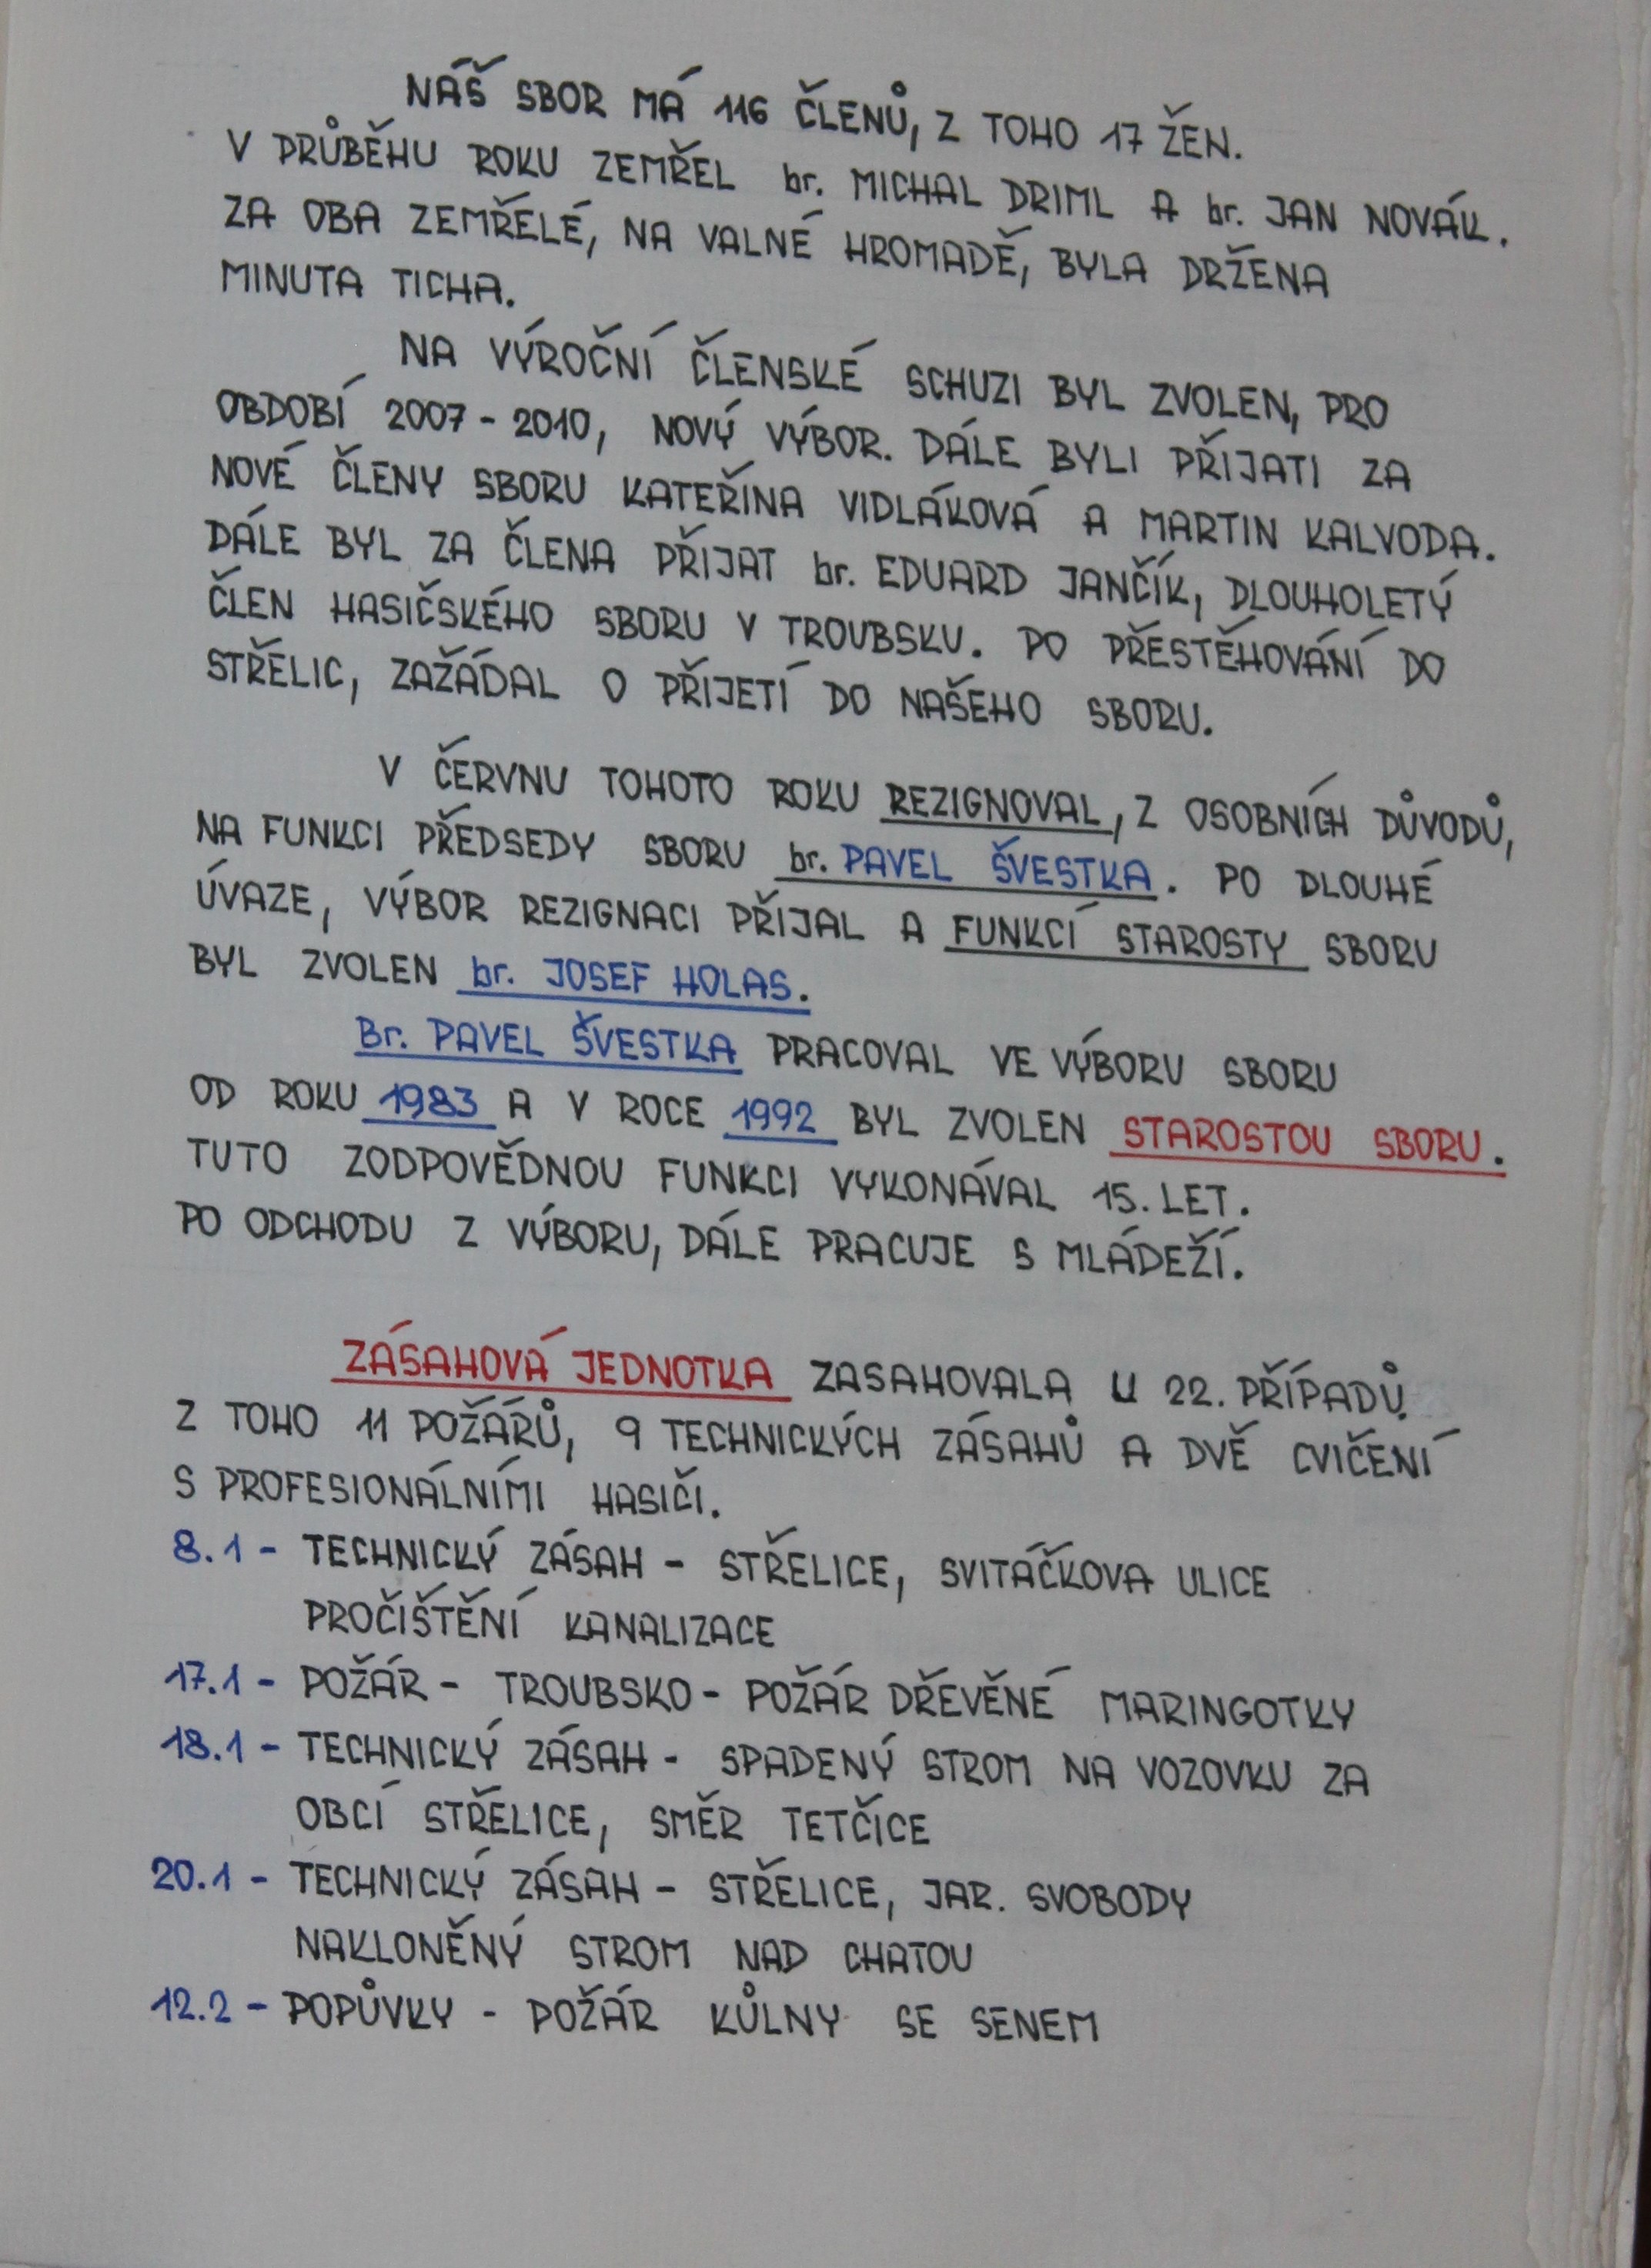 NÁŠ SBOR MÁ 116 ČLENŮ, Z TOHO 17 ŽEN.
V PRŮBĚHU ROKU ZEMŘEL br. MICHAL DRIML A br. JAN NOVÁK.
ZA OBA ZEMŘELÉ, NA VALNÉ HROMADĚ, BYLA DRŽENA
MINUTA TICHA.
NA VÝROČNÍ ČLENSKÉ SCHUZI BYL ZVOLEN, PRO
OBDOBÍ 2007 - 2010, NOVÝ VÝBOR. DÁLE BYLI PŘIJATI ZA
NOVÉ ČLENY SBORU KATEŘINA VIDLÁKOVÁ A MARTIN KALVODA.
DÁLE BYL ZA ČLENA PŘIJAT br. EDUARD JANČÍK, DLOUHOLETÝ
ČLEN HASIČSKÉHO SBORU V TROUBSKU. PO PŘESTĚHOVÁNÍ DO
STŘELIC, ZAŽÁDAL O PŘIJETÍ DO NAŠEHO SBORU.
V ČERVNU TOHOTO ROKU REZIGNOVAL, Z OSOBNÍCH DŮVODŮ,
NA FUNKCI PŘEDSEDY SBORU br. PAVEL ŠVESTKA. PO DLOUHÉ
ÚVAZE, VÝBOR REZIGNACI PŘIJAL A FUNKCÍ STAROSTY SBORU
BYL ZVOLEN br. JOSEF HOLAS.
Br. PAVEL ŠVESTKA PRACOVAL VE VÝBORU SBORU
OD ROKU 1983 A V ROCE 1992 BYL ZVOLEN STAROSTOU SBORU.
TUTO ZODPOVĚDNOU FUNKCI VYKONÁVAL 15. LET.
PO ODCHODU Z VÝBORU, DÁLE PRACUJE S MLÁDEŽÍ.
ZÁSAHOVÁ JEDNOTKA ZASAHOVALA U 22. PŘÍPADŮ.
Z TOHO 11 POŽÁRŮ, 9 TECHNICKÝCH ZÁSAHŮ A DVĚ CVIČENÍ
S PROFESIONÁLNÍMI HASIČI.
8.1 - TECHNICKÝ ZÁSAH - STŘELICE, SVITÁČKOVA ULICE
PROČIŠTĚNÍ KANALIZACE
17.1 - POŽÁR - TROUBSKO - POŽÁR DŘEVĚNÉ MARINGOTKY
18.1 - TECHNICKÝ ZÁSAH - SPADENÝ STROM NA VOZOVKU ZA
OBCÍ STŘELICE, SMĚR TETČICE
20.1 - TECHNICKÝ ZÁSAH - STŘELICE, JAR. SVOBODY
NAKLONĚNÝ STROM NAD CHATOU
12.2 - POPŮVKY - POŽÁR KŮLNY SE SENEM